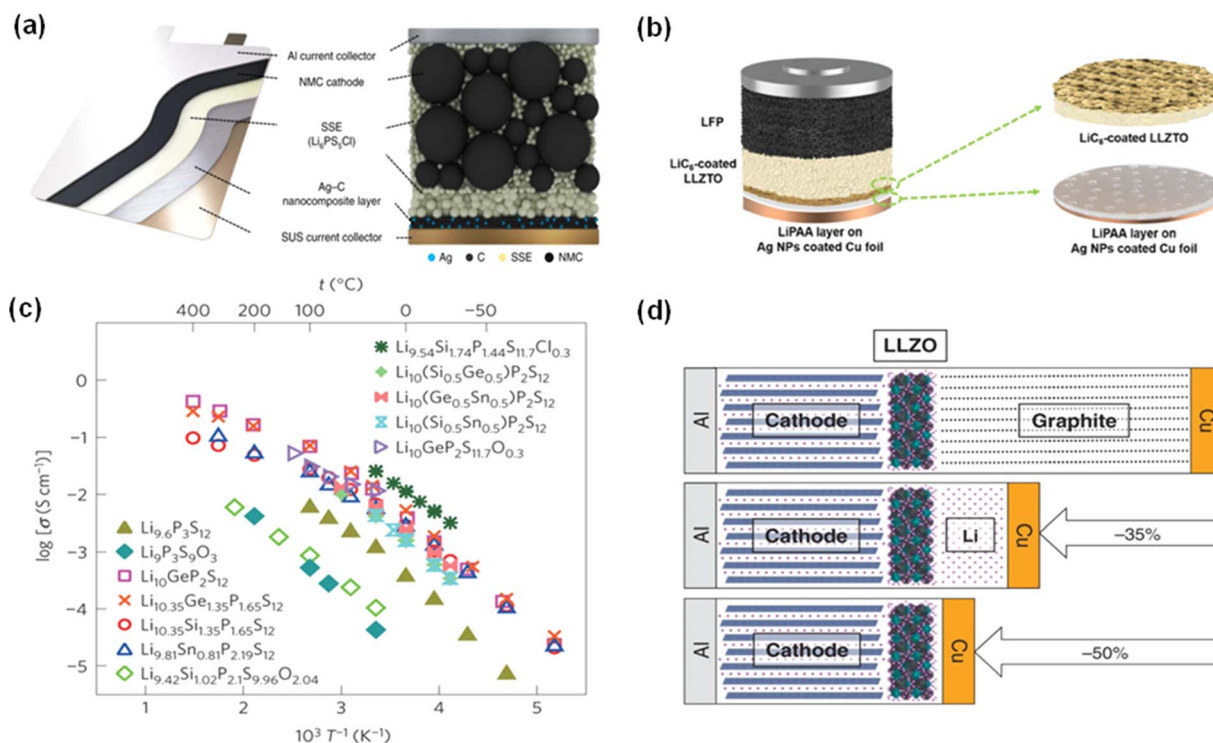 (a)
Al current collector
NMC cathode
SSE
(Li₆PS₅Cl)
Ag–C
nanocomposite layer
SUS current collector
Ag C SSE NMC
(b)
LFP
LiC₆-coated
LLZTO
LiPAA layer on
Ag NPs coated Cu foil
LiC₆-coated LLZTO
LiPAA layer on
Ag NPs coated Cu foil
(c)
t (°C)
400 200 100 0 −50
log [σ (S cm⁻¹)]
0
−1
−2
−3
−4
−5
Li₉.₅₄Si₁.₇₄P₁.₄₄S₁₁.₇Cl₀.₃
Li₁₀(Si₀.₅Ge₀.₅)P₂S₁₂
Li₁₀(Ge₀.₅Sn₀.₅)P₂S₁₂
Li₁₀(Si₀.₅Sn₀.₅)P₂S₁₂
Li₁₀GeP₂S₁₁.₇O₀.₃
Li₉.₆P₃S₁₂
Li₉P₃S₉O₃
Li₁₀GeP₂S₁₂
Li₁₀.₃₅Ge₁.₃₅P₁.₆₅S₁₂
Li₁₀.₃₅Si₁.₃₅P₁.₆₅S₁₂
Li₉.₈₁Sn₀.₈₁P₂.₁₉S₁₂
Li₉.₄₂Si₁.₀₂P₂.₁S₉.₉₆O₂.₀₄
1 2 3 4 5
10³ T⁻¹ (K⁻¹)
(d)
LLZO
Al Cathode Graphite Cu
Al Cathode Li Cu −35%
Al Cathode Cu −50%